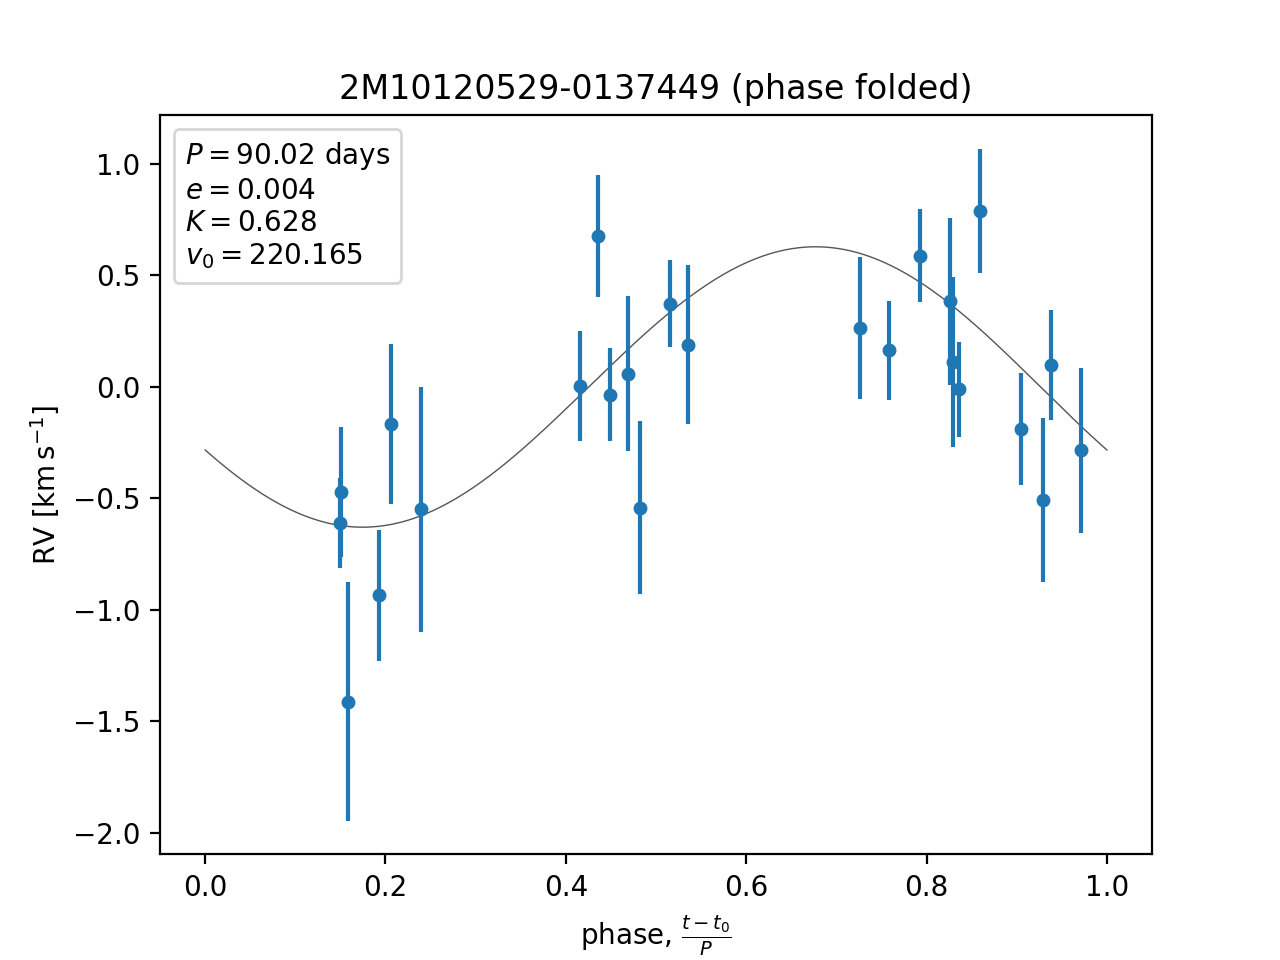 2M10120529-0137449 (phase folded)
P = 90.02 days
e = 0.004
K = 0.628
v₀ = 220.165
1.0
0.5
0.0
−0.5
−1.0
−1.5
−2.0
RV [km s⁻¹]
0.0 0.2 0.4 0.6 0.8 1.0
phase, (t − t₀)/P